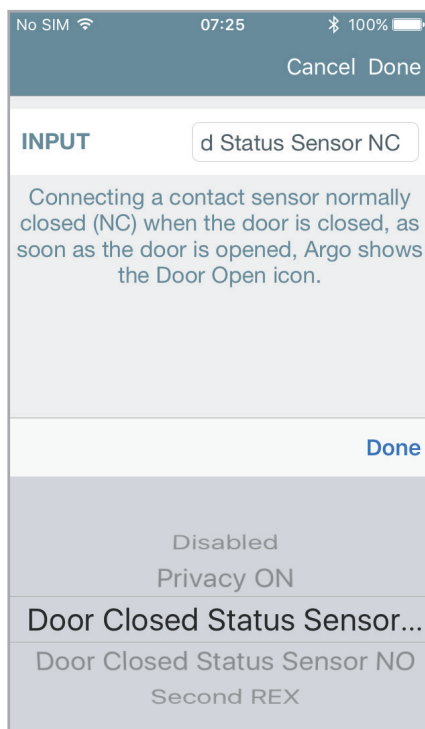 No SIM 07:25 100%
Cancel Done
INPUT d Status Sensor NC
Connecting a contact sensor normally
closed (NC) when the door is closed, as
soon as the door is opened, Argo shows
the Door Open icon.
Done
Disabled
Privacy ON
Door Closed Status Sensor...
Door Closed Status Sensor NO
Second REX